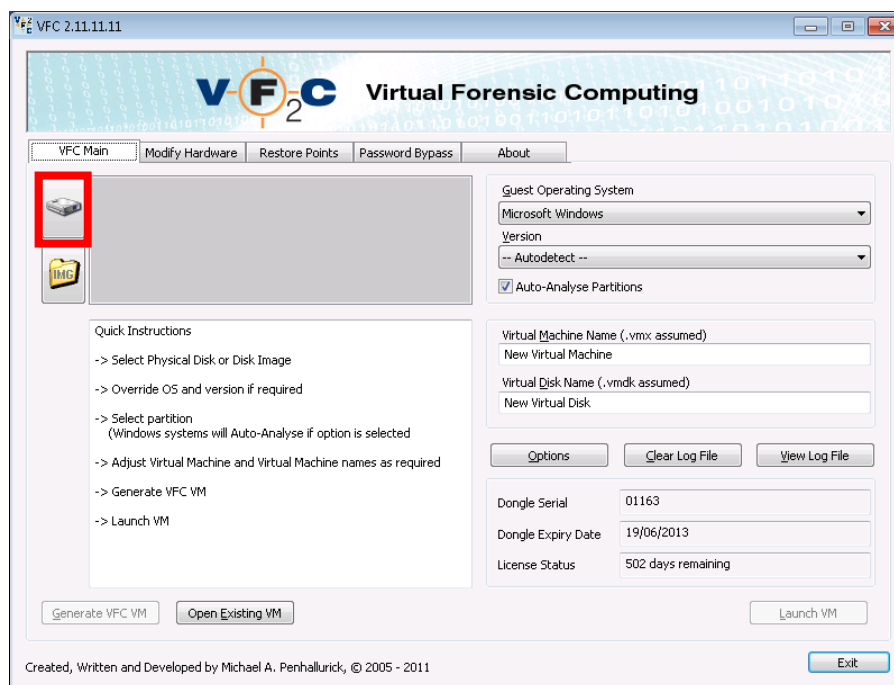 VFC 2.11.11.11
V F 2 C Virtual Forensic Computing
VFC Main
Modify Hardware
Restore Points
Password Bypass
About
IMG
Guest Operating System
Microsoft Windows
Version
-- Autodetect --
Auto-Analyse Partitions
Quick Instructions
-> Select Physical Disk or Disk Image
-> Override OS and version if required
-> Select partition
(Windows systems will Auto-Analyse if option is selected
-> Adjust Virtual Machine and Virtual Machine names as required
-> Generate VFC VM
-> Launch VM
Virtual Machine Name (.vmx assumed)
New Virtual Machine
Virtual Disk Name (.vmdk assumed)
New Virtual Disk
Options
Clear Log File
View Log File
Dongle Serial
01163
Dongle Expiry Date
19/06/2013
License Status
502 days remaining
Generate VFC VM
Open Existing VM
Launch VM
Created, Written and Developed by Michael A. Penhallurick, © 2005 - 2011
Exit